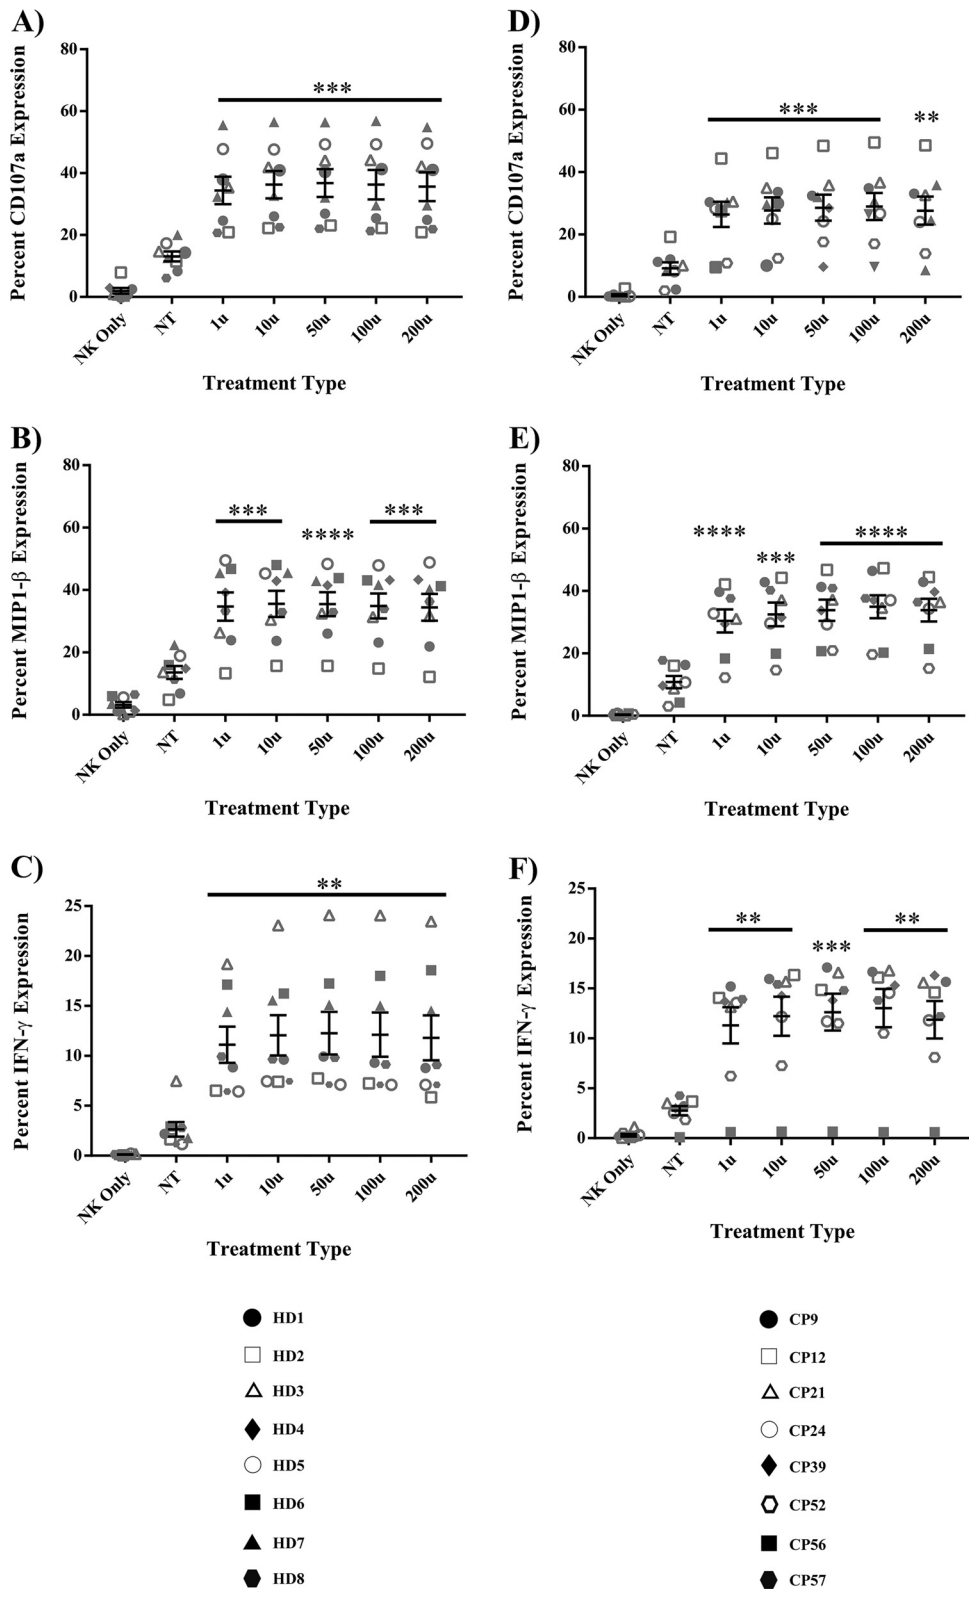 A)
Percent CD107a Expression
80
60
40
20
0
***
NK Only
NT
1u
10u
50u
100u
200u
Treatment Type
D)
Percent CD107a Expression
80
60
40
20
0
***
**
NK Only
NT
1u
10u
50u
100u
200u
Treatment Type
B)
Percent MIP1-β Expression
80
60
40
20
0
***
****
***
NK Only
NT
1u
10u
50u
100u
200u
Treatment Type
E)
Percent MIP1-β Expression
80
60
40
20
0
****
***
****
NK Only
NT
1u
10u
50u
100u
200u
Treatment Type
C)
Percent IFN-γ Expression
25
20
15
10
5
0
**
NK Only
NT
1u
10u
50u
100u
200u
Treatment Type
F)
Percent IFN-γ Expression
25
20
15
10
5
0
**
***
**
NK Only
NT
1u
10u
50u
100u
200u
Treatment Type
HD1
HD2
HD3
HD4
HD5
HD6
HD7
HD8
CP9
CP12
CP21
CP24
CP39
CP52
CP56
CP57